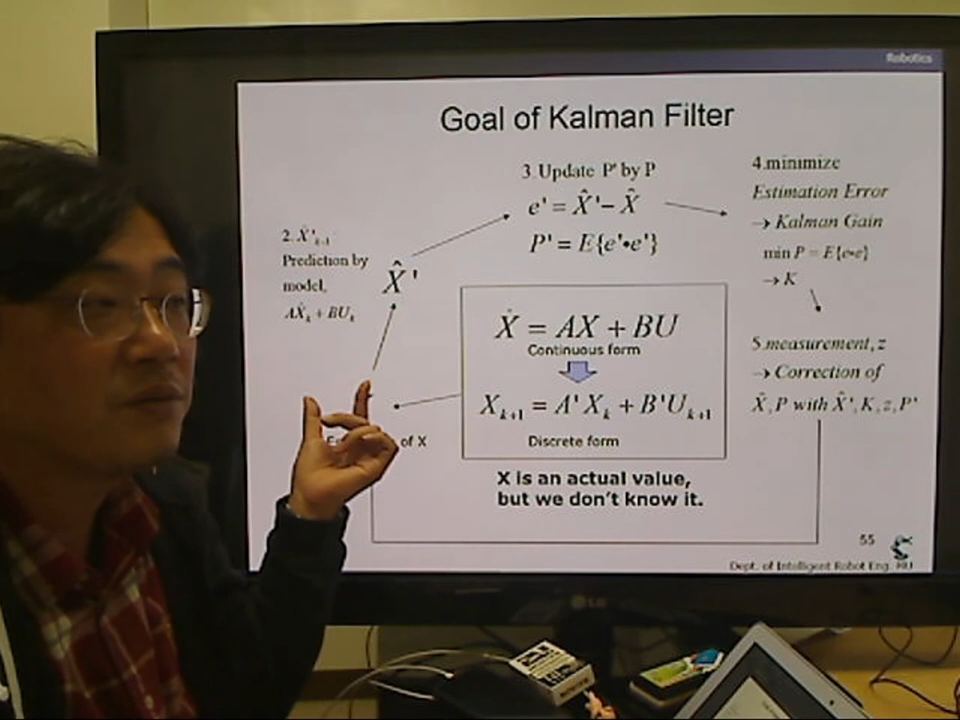 Robotics
Goal of Kalman Filter
3.Update P' by P
e' = X̂' − X̂
P' = E{e'•e'}
4.minimize
Estimation Error
→ Kalman Gain
min P = E{e•e}
→ K
2. X̂'ₖ₊₁
Prediction by
model,
AX̂ₖ + BUₖ
X̂'
Ẋ = AX + BU
Continuous form
Xₖ₊₁ = A'Xₖ + B'Uₖ₊₁
Discrete form
of X
5.measurement, z
→ Correction of
X̂, P with X̂', K, z, P'
X is an actual value,
but we don't know it.
55
Dept. of Intelligent Robot Eng. HU
LG